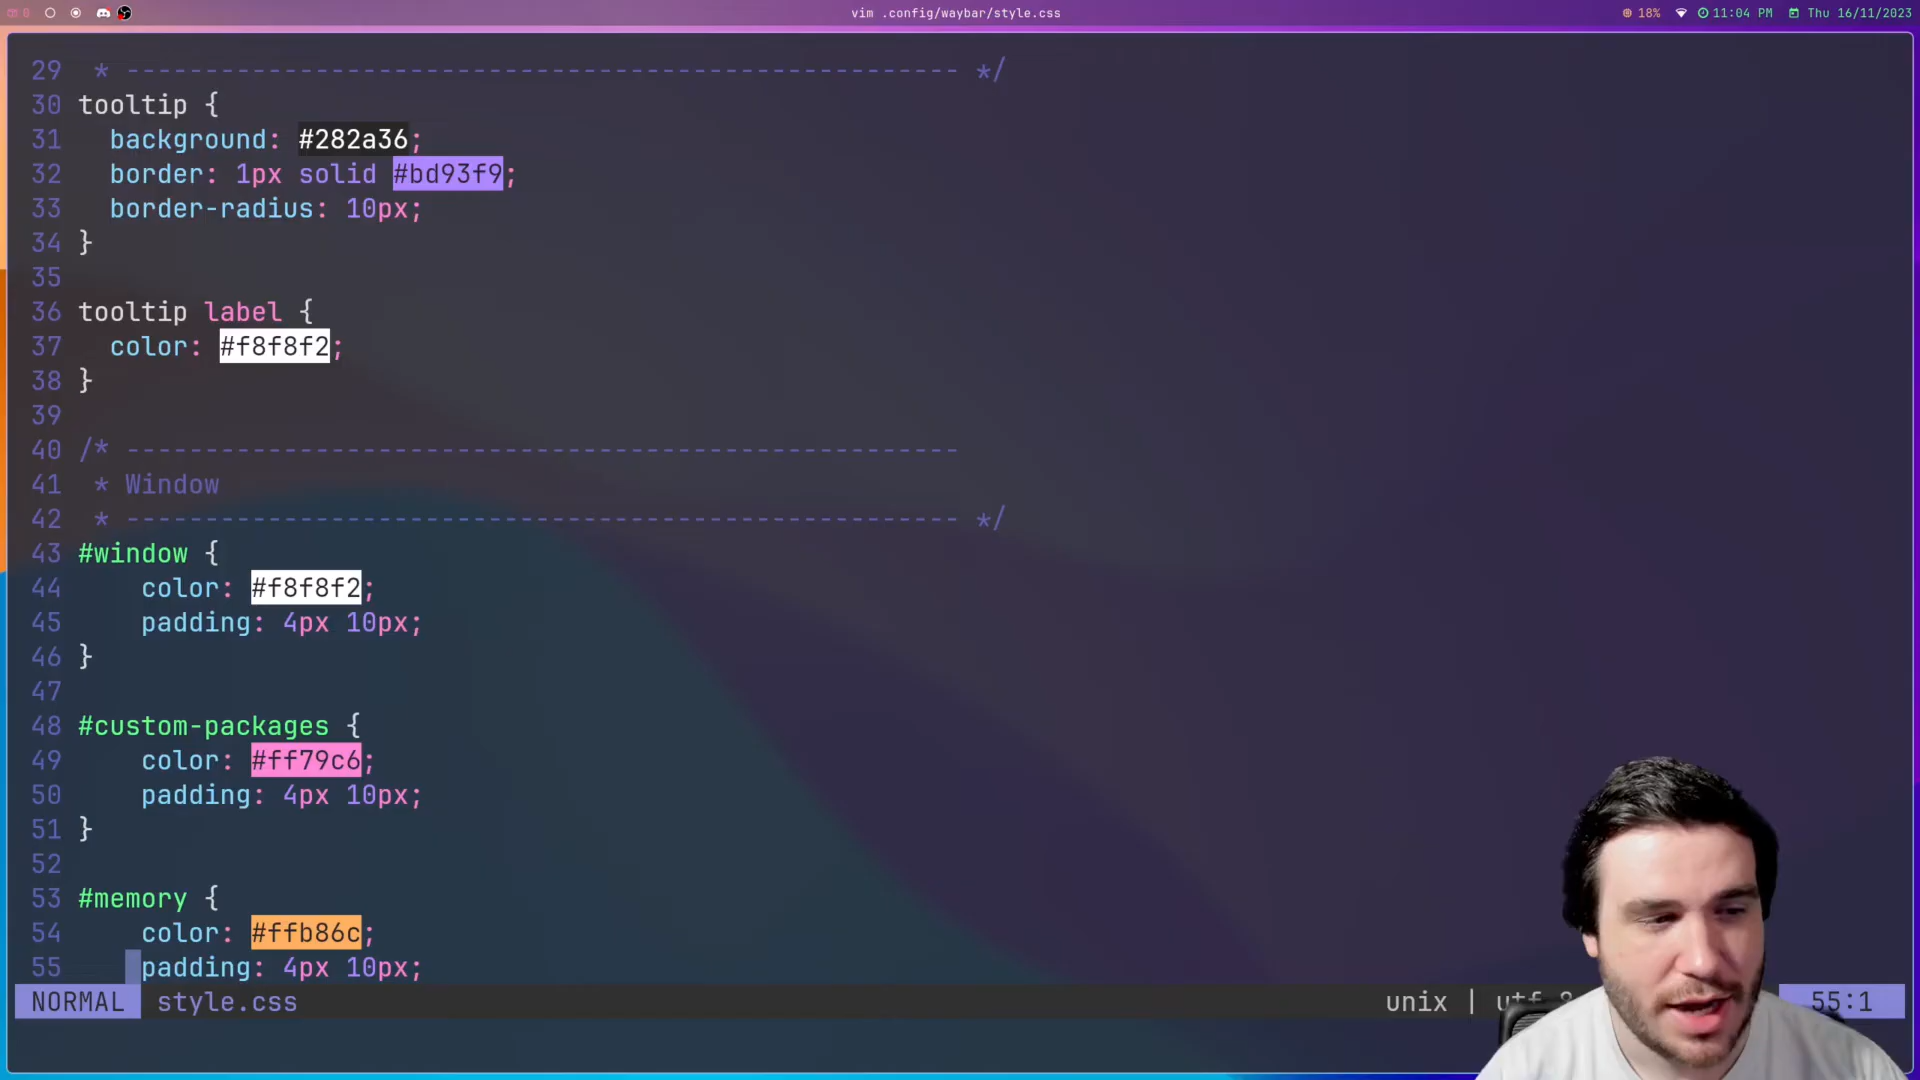 0 vim .config/waybar/style.css 18% 11:04 PM Thu 16/11/2023
29 * ------------------------------------------------------ */
30 tooltip {
31 background: #282a36;
32 border: 1px solid #bd93f9;
33 border-radius: 10px;
34 }
35
36 tooltip label {
37 color: #f8f8f2;
38 }
39
40 /* ------------------------------------------------------
41 * Window
42 * ------------------------------------------------------ */
43 #window {
44 color: #f8f8f2;
45 padding: 4px 10px;
46 }
47
48 #custom-packages {
49 color: #ff79c6;
50 padding: 4px 10px;
51 }
52
53 #memory {
54 color: #ffb86c;
55 padding: 4px 10px;
NORMAL style.css unix | 55:1